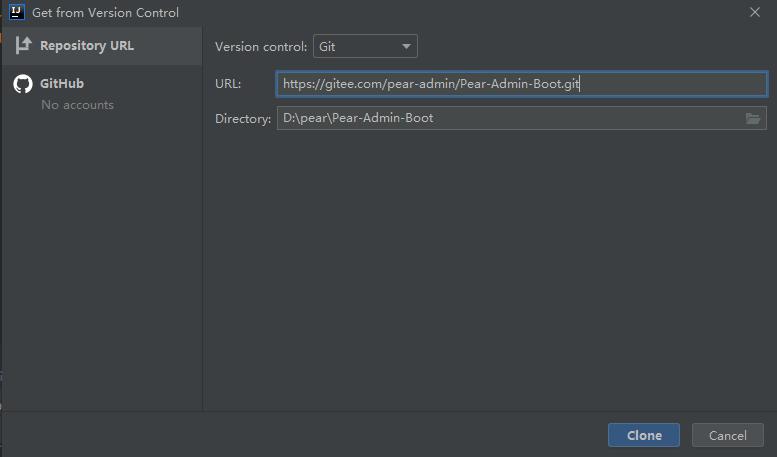 IJ Get from Version Control
Repository URL
GitHub
No accounts
Version control: Git
URL: https://gitee.com/pear-admin/Pear-Admin-Boot.git
Directory: D:\pear\Pear-Admin-Boot
Clone Cancel